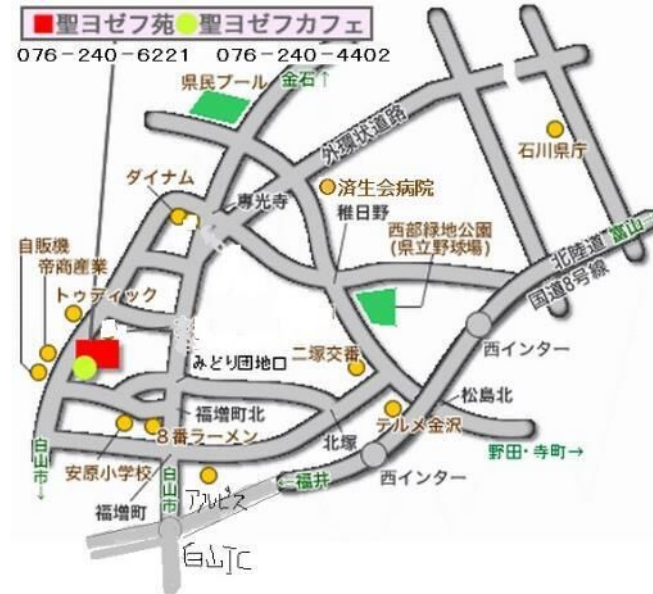 聖ヨゼフ苑 聖ヨゼフカフェ
076-240-6221 076-240-4402
県民プール
金石↑
外環状道路
石川県庁
ダイナム
専光寺
済生会病院
稚日野
西部緑地公園
(県立野球場)
北陸道 富山→
国道8号線
自販機
帝商産業
トゥディック
西インター
みどり団地口
二塚交番
松島北
福増町北
8番ラーメン
北塚
テルメ金沢
野田・寺町→
白山市↓
安原小学校
白山市
アルビス
←福井
西インター
福増町
白山IC